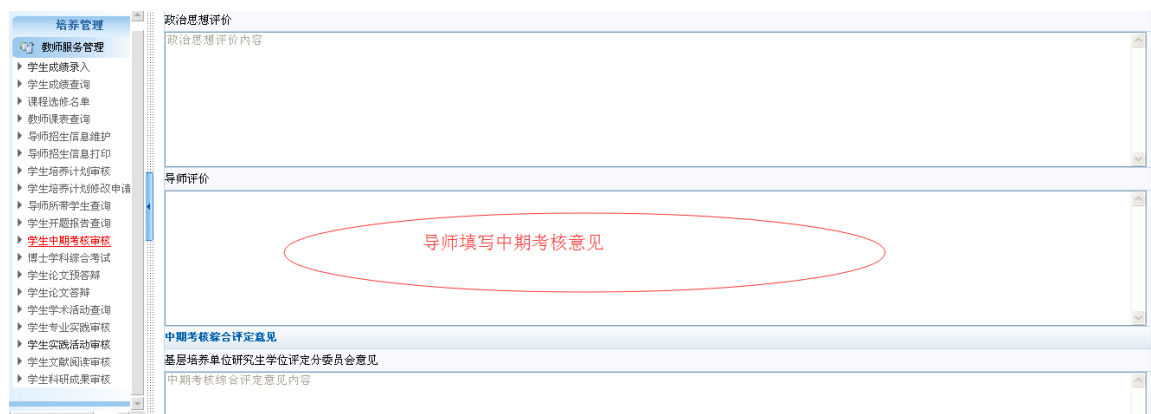 培养管理
教师服务管理
学生成绩录入
学生成绩查询
课程选修名单
教师课表查询
导师招生信息维护
导师招生信息打印
学生培养计划审核
学生培养计划修改申请
导师所带学生查询
学生开题报告查询
学生中期考核审核
博士学科综合考试
学生论文预答辩
学生论文答辩
学生学术活动查询
学生专业实践审核
学生实践活动审核
学生文献阅读审核
学生科研成果审核
政治思想评价
政治思想评价内容
导师评价
导师填写中期考核意见
中期考核综合评定意见
基层培养单位研究生学位评定分委员会意见
中期考核综合评定意见内容